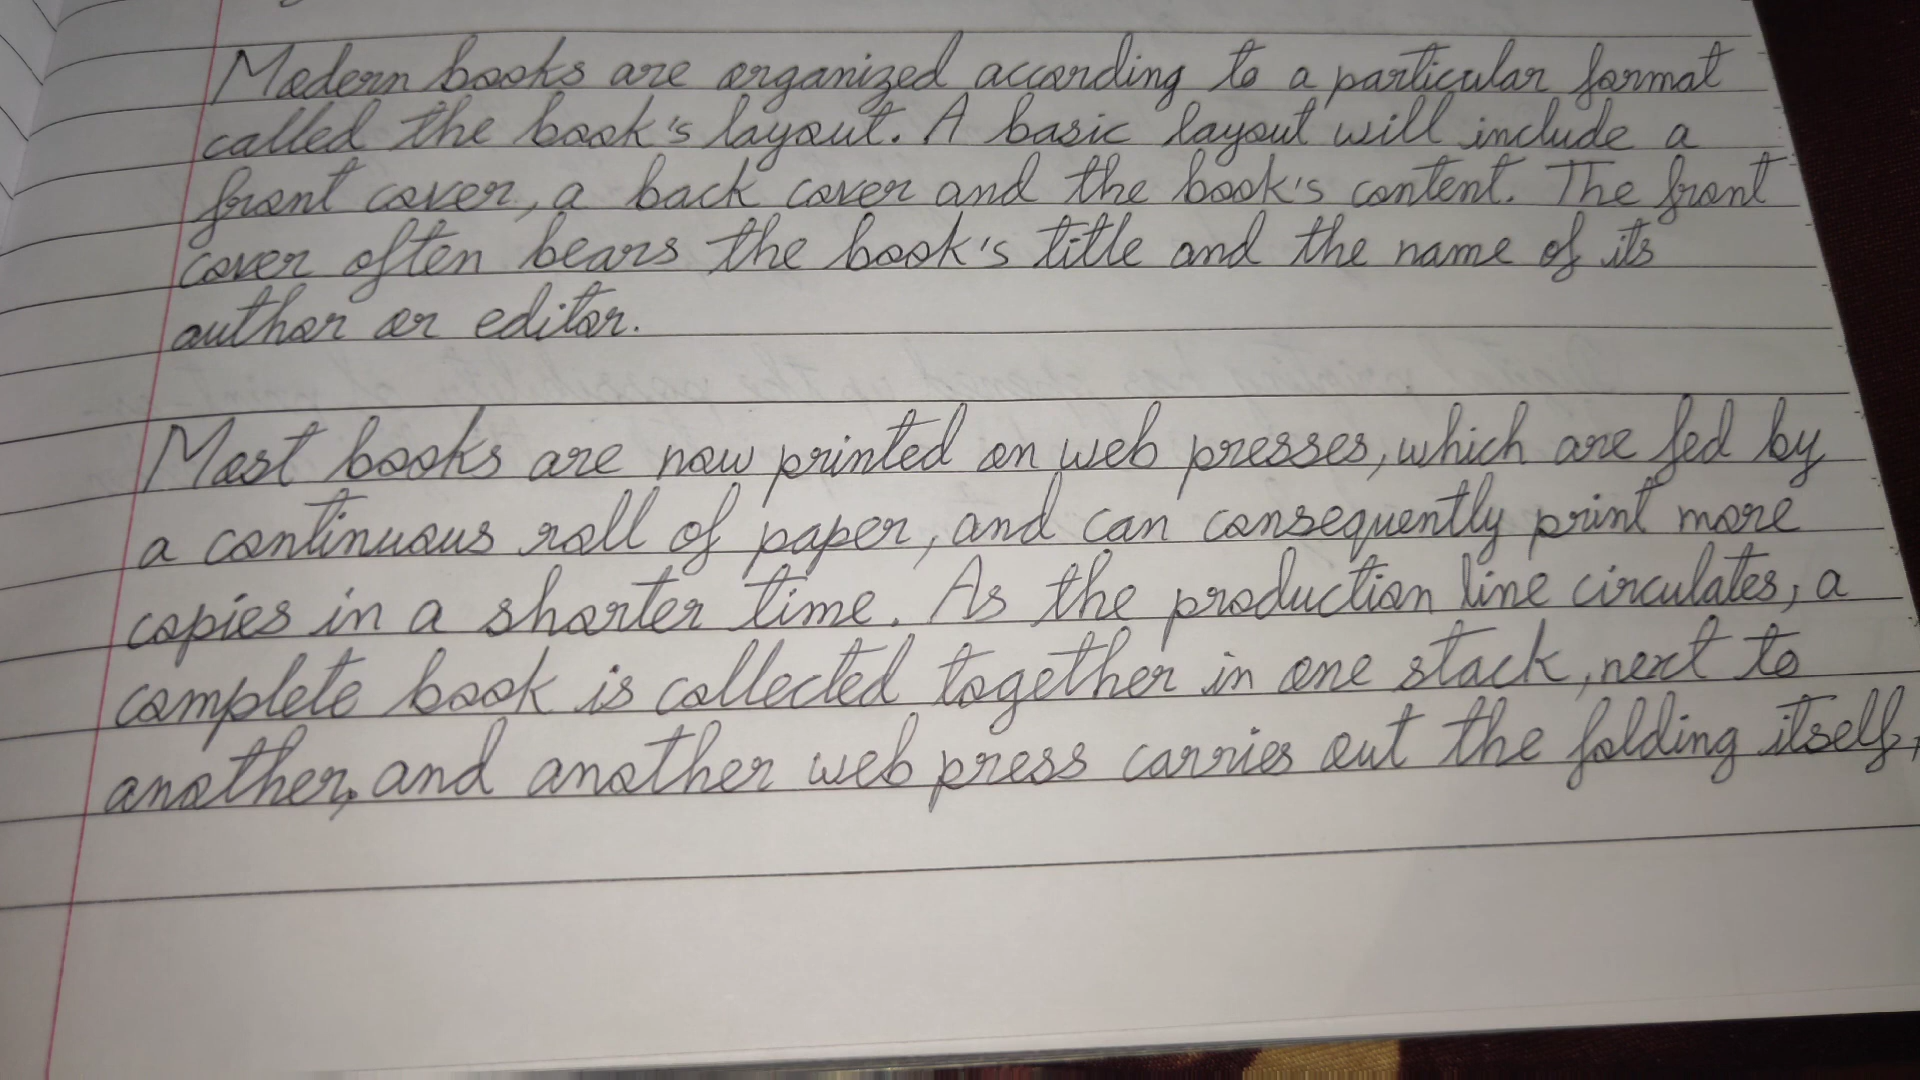 Modern books are organized according to a particular format
called the book's layout. A basic layout will include a
front cover, a back cover and the book's content. The front
cover often bears the book's title and the name of its
author or editor.
Most books are now printed on web presses, which are fed by
a continuous roll of paper, and can consequently print more
copies in a shorter time. As the production line circulates, a
complete book is collected together in one stack, next to
another, and another web press carries out the folding itself,